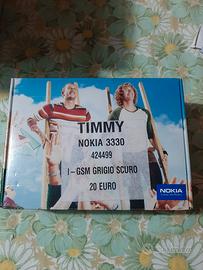 TIMMY
NOKIA 3330
424499
I-GSM GRIGIO SCURO
20 EURO
NOKIA